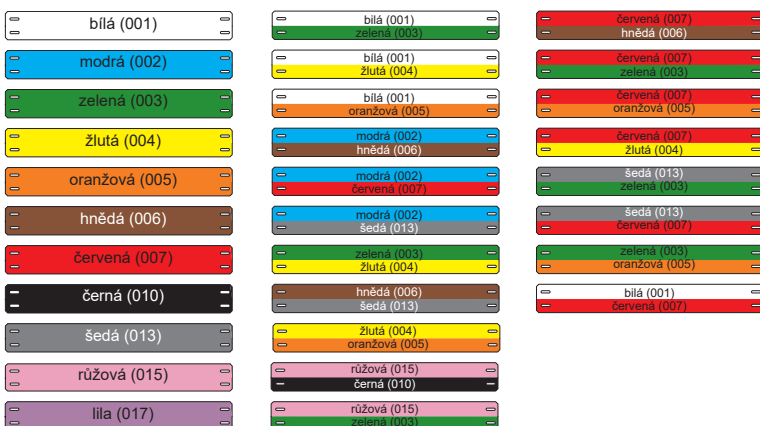 bílá (001)
modrá (002)
zelená (003)
žlutá (004)
oranžová (005)
hnědá (006)
červená (007)
černá (010)
šedá (013)
růžová (015)
lila (017)
bilá (001)
zelená (003)
bílá (001)
žlutá (004)
bílá (001)
oranžová (005)
modrá (002)
hnědá (006)
modrá (002)
červená (007)
modrá (002)
šedá (013)
zelená (003)
žlutá (004)
hnědá (006)
šedá (013)
žlutá (004)
oranžová (005)
růžová (015)
černá (010)
růžová (015)
zelená (003)
červená (007)
hnědá (006)
červená (007)
zelená (003)
červená (007)
oranžová (005)
červená (007)
žlutá (004)
šedá (013)
zelená (003)
šedá (013)
červená (007)
zelená (003)
oranžová (005)
bilá (001)
červená (007)